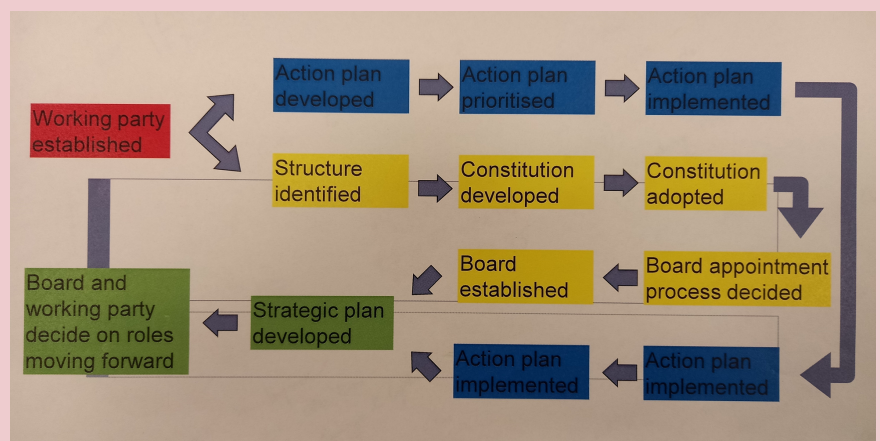 Working party
established
Action plan
developed
Action plan
prioritised
Action plan
implemented
Structure
identified
Constitution
developed
Constitution
adopted
Board appointment
process decided
Board
established
Action plan
implemented
Action plan
implemented
Strategic plan
developed
Board and
working party
decide on roles
moving forward